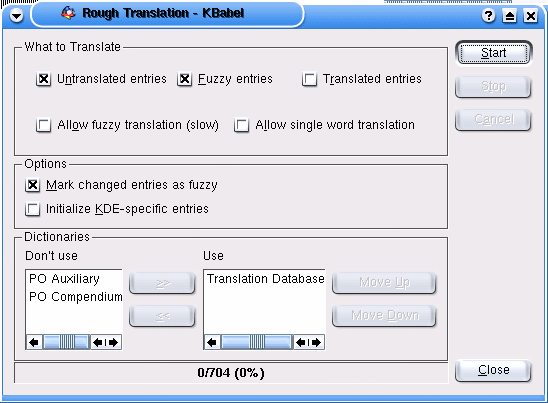 Rough Translation - KBabel
What to Translate
Untranslated entries
Fuzzy entries
Translated entries
Allow fuzzy translation (slow)
Allow single word translation
Start
Stop
Cancel
Options
Mark changed entries as fuzzy
Initialize KDE-specific entries
Dictionaries
Don't use
PO Auxiliary
PO Compendium
>>
<<
Use
Translation Database
Move Up
Move Down
0/704 (0%)
Close